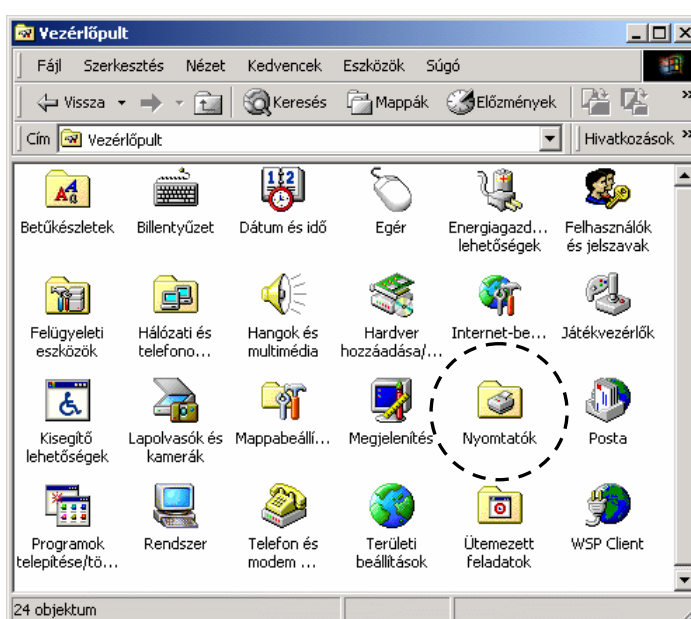 Vezérlőpult
Fájl Szerkesztés Nézet Kedvencek Eszközök Súgó
Vissza Keresés Mappák Előzmények »
Cím Vezérlőpult Hivatkozások »
Betűkészletek Billentyűzet Dátum és idő Egér Energiagazd... Felhasználók
lehetőségek és jelszavak
Felügyeleti Hálózati és Hangok és Hardver Internet-be... Játékvezérlők
eszközök telefono... multimédia hozzáadása/...
Kisegítő Lapolvasók és Mappabeállí... Megjelenítés Nyomtatók Posta
lehetőségek kamerák
Programok Rendszer Telefon és Területi Ütemezett WSP Client
telepítése/tö... modem ... beállítások feladatok
24 objektum